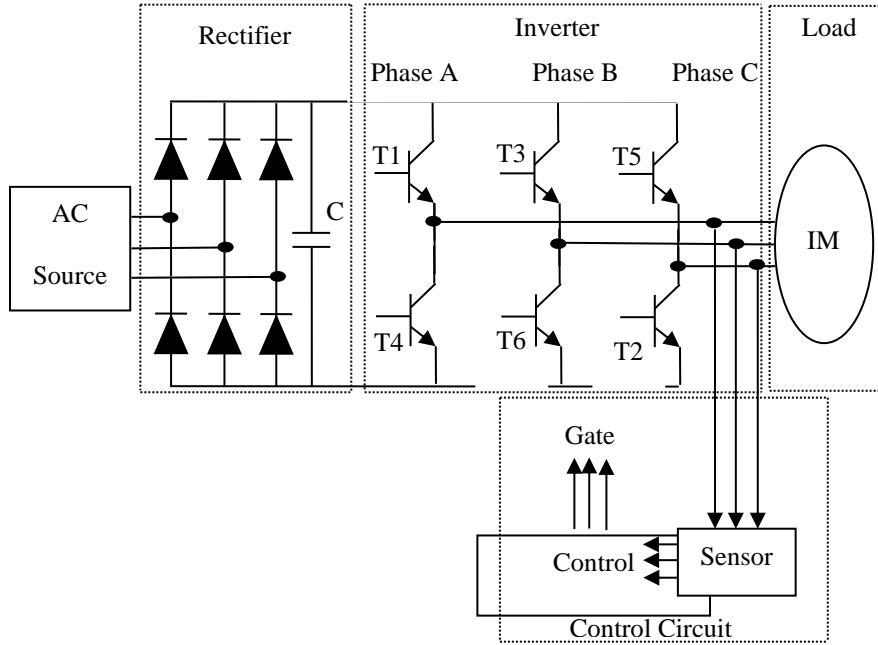 Rectifier
Inverter
Load
Phase A
Phase B
Phase C
T1
T3
T5
AC
Source
C
IM
T4
T6
T2
Gate
Control
Sensor
Control Circuit